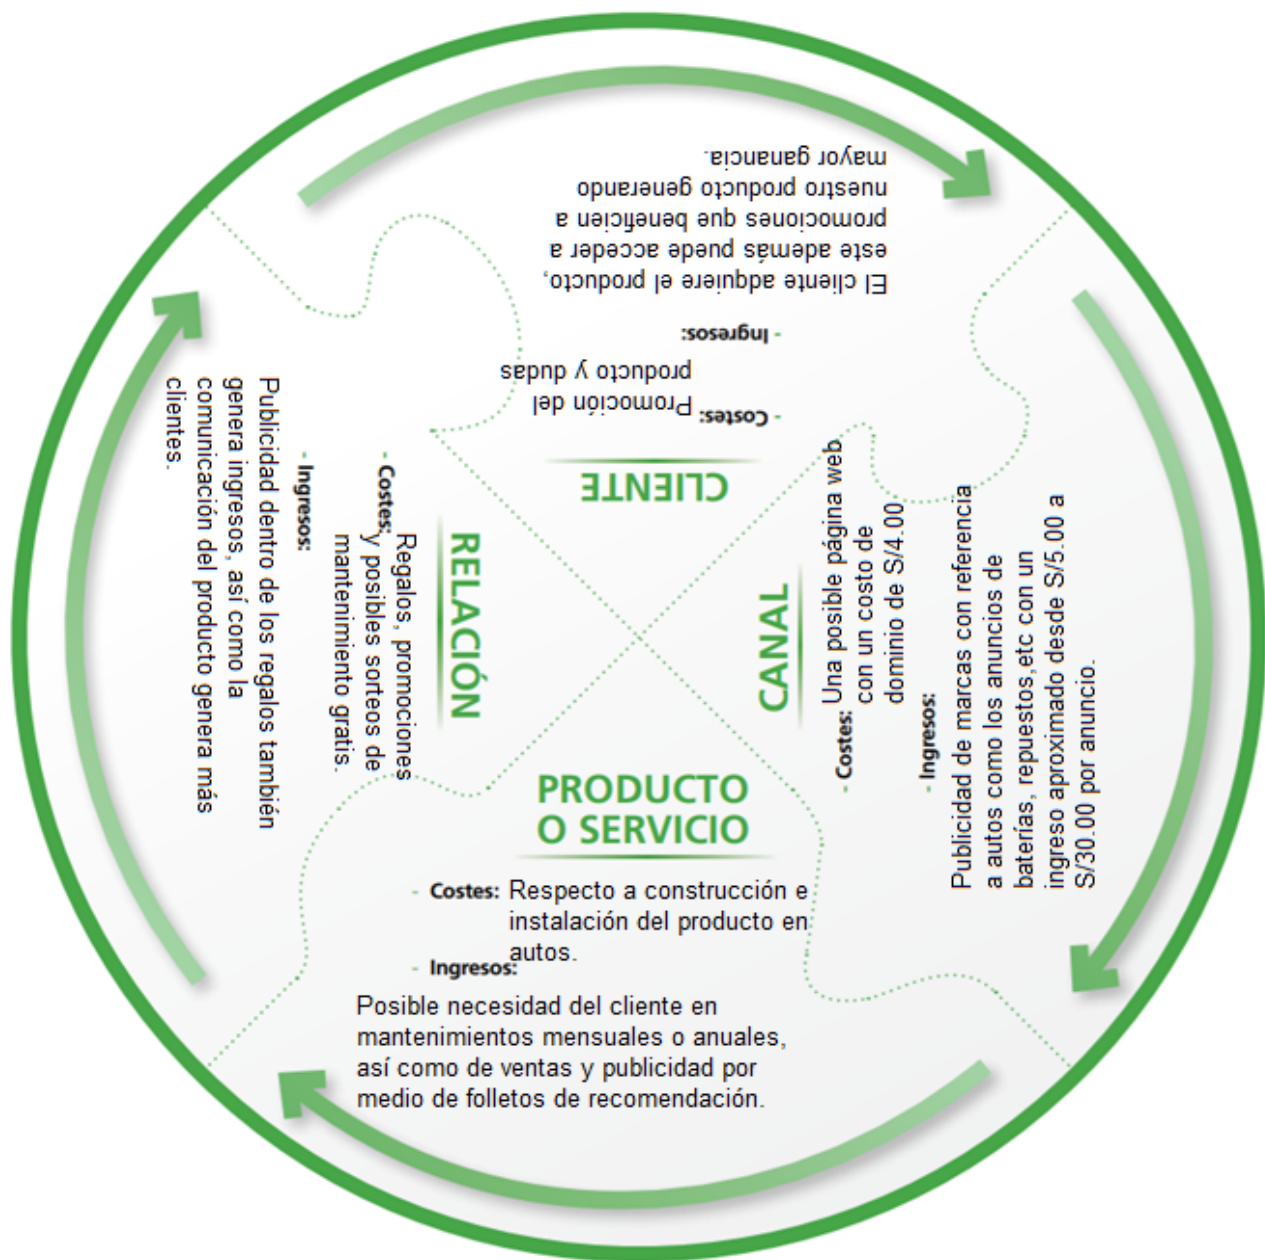 CLIENTE
- Costes: Promoción del
producto y dudas
- Ingresos:
El cliente adquiere el producto,
este además puede acceder a
promociones que beneficien a
nuestro producto generando
mayor ganancia.
CANAL
- Costes: Una posible página web
con un costo de
dominio de S/4.00
- Ingresos:
Publicidad de marcas con referencia
a autos como los anuncios de
baterías, repuestos,etc con un
ingreso aproximado desde S/5.00 a
S/30.00 por anuncio.
PRODUCTO
O SERVICIO
- Costes: Respecto a construcción e
instalación del producto en
autos.
- Ingresos:
Posible necesidad del cliente en
mantenimientos mensuales o anuales,
así como de ventas y publicidad por
medio de folletos de recomendación.
RELACIÓN
- Costes: Regalos, promociones
y posibles sorteos de
mantenimiento gratis.
- Ingresos:
Publicidad dentro de los regalos también
genera ingresos, así como la
comunicación del producto genera más
clientes.